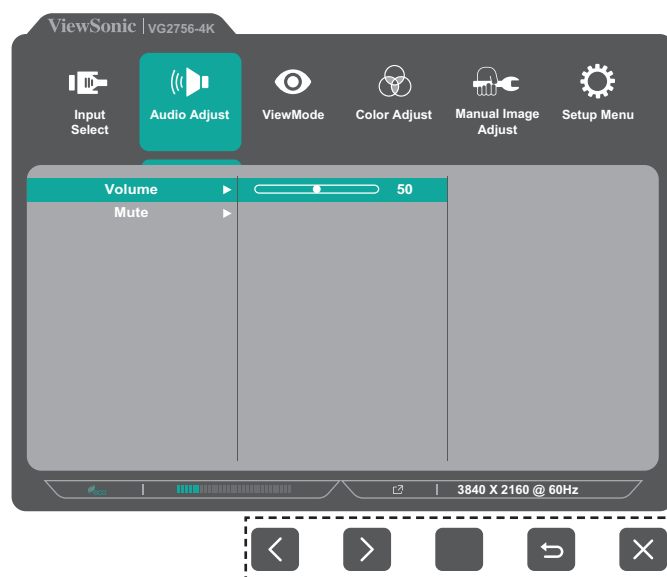 ViewSonic VG2756-4K
Input
Select
Audio Adjust
ViewMode
Color Adjust
Manual Image
Adjust
Setup Menu
Volume
50
Mute
ECO
3840 X 2160 @ 60Hz